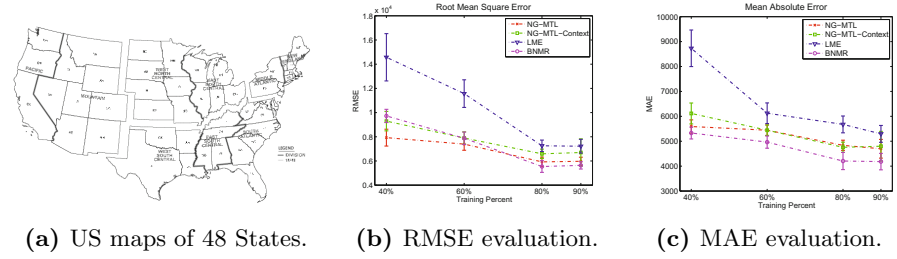 PACIFIC
MOUNTAIN
WEST NORTH
CENTRAL
EAST NORTH
CENTRAL
WEST
SOUTH
CENTRAL
LEGEND
DIVISION
Root Mean Square Error
x 10⁴
1.8
1.6
1.4
1.2
1
0.8
0.6
0.4
RMSE
40%
60%
80%
90%
Training Percent
NG−MTL
NG−MTL−Context
LME
BNMR
Mean Absolute Error
10000
9000
8000
7000
6000
5000
4000
3000
MAE
40%
60%
80%
90%
Training Percent
NG−MTL
NG−MTL−Context
LME
BNMR
(a) US maps of 48 States.
(b) RMSE evaluation.
(c) MAE evaluation.